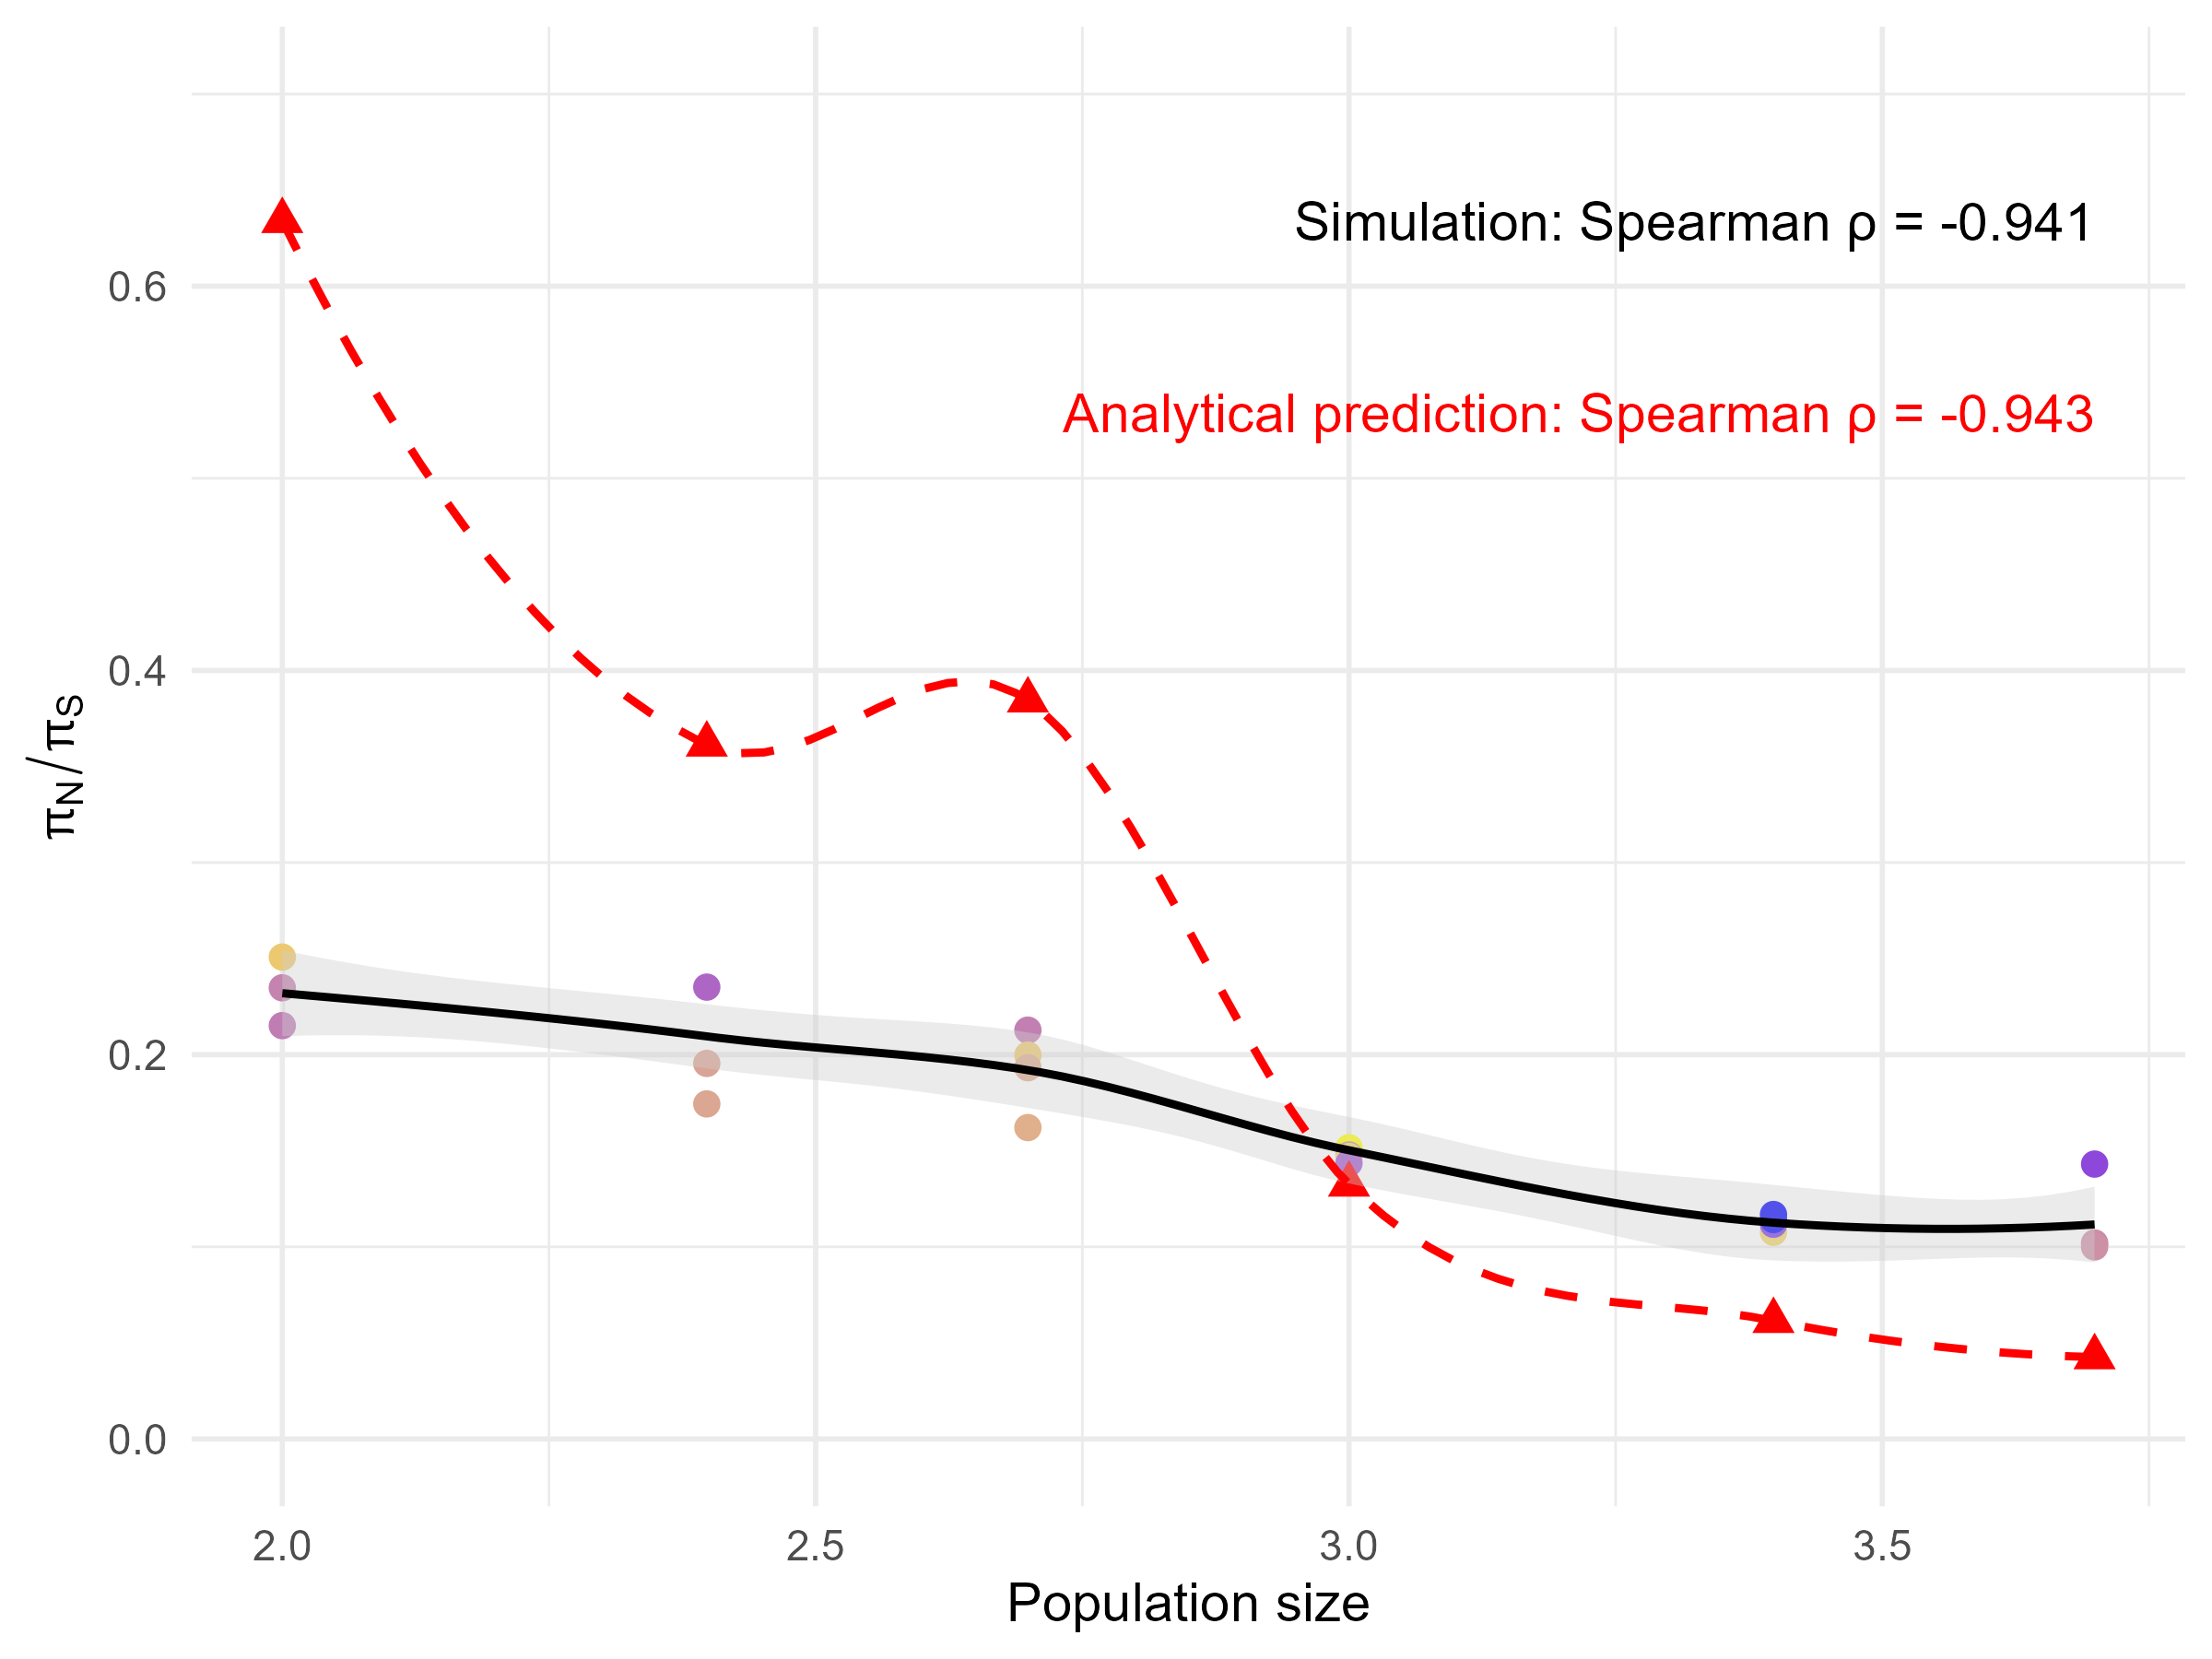 Simulation: Spearman ρ = -0.941
Analytical prediction: Spearman ρ = -0.943
πN/πS
0.6
0.4
0.2
0.0
2.0 2.5 3.0 3.5
Population size